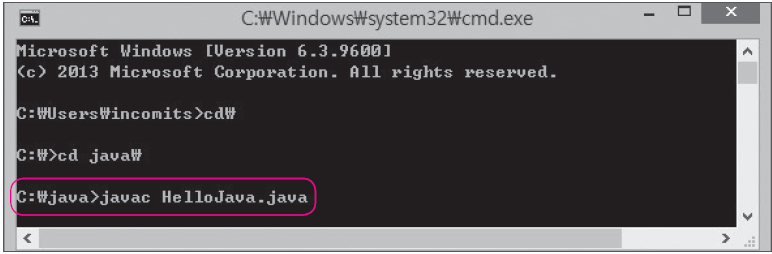 C:\. C:₩Windows₩system32₩cmd.exe
Microsoft Windows [Version 6.3.9600]
(c) 2013 Microsoft Corporation. All rights reserved.
C:₩Users₩incomits>cd₩
C:₩>cd java₩
C:₩java>javac HelloJava.java